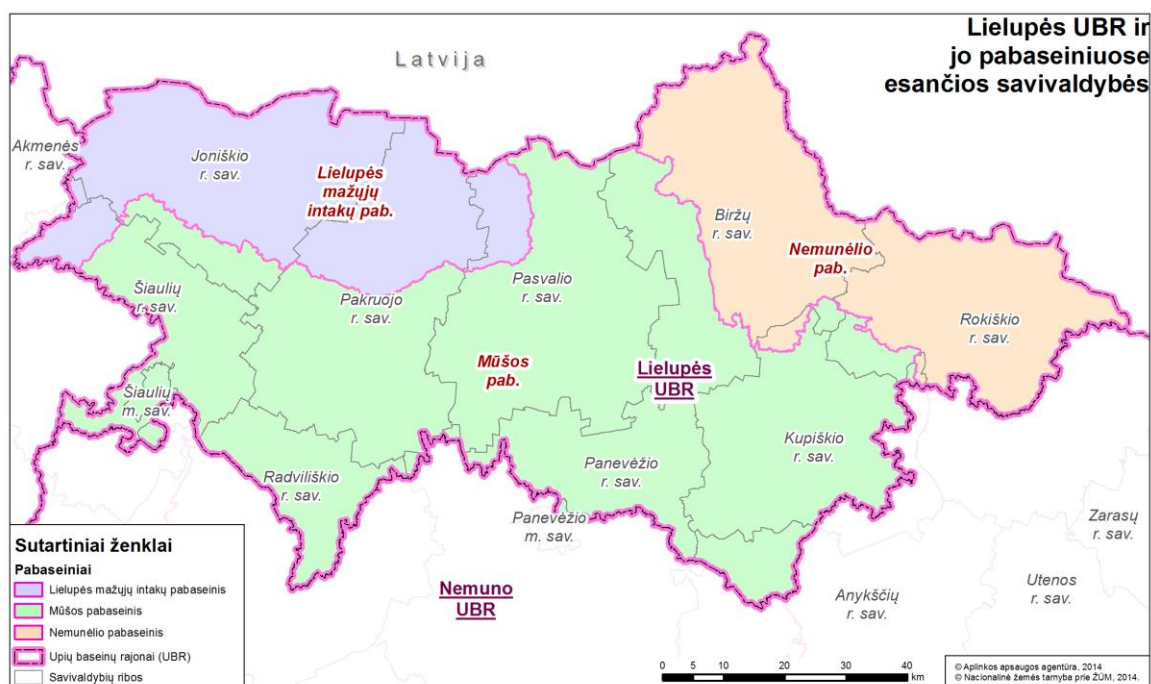 Lielupės UBR ir
jo pabaseiniuose
esančios savivaldybės
Latvija
Akmenės
r. sav.
Joniškio
r. sav.
Lielupės
mažųjų
intakų pab.
Biržų
r. sav.
Nemunėlio
pab.
Šiaulių
r. sav.
Pakruojo
r. sav.
Pasvalio
r. sav.
Rokiškio
r. sav.
Mūšos
pab.
Lielupės
UBR
Šiaulių
m. sav.
Kupiškio
r. sav.
Radviliškio
r. sav.
Panevėžio
r. sav.
Panevėžio
m. sav.
Zarasų
r. sav.
Nemuno
UBR
Anykščių
r. sav.
Utenos
r. sav.
Sutartiniai ženklai
Pabaseiniai
Lielupės mažųjų intakų pabaseinis
Mūšos pabaseinis
Nemunėlio pabaseinis
Upių baseinų rajonai (UBR)
Savivaldybių ribos
0 5 10 20 30 40
km
© Aplinkos apsaugos agentūra, 2014
© Nacionalinė žemės tarnyba prie ŽŪM, 2014.